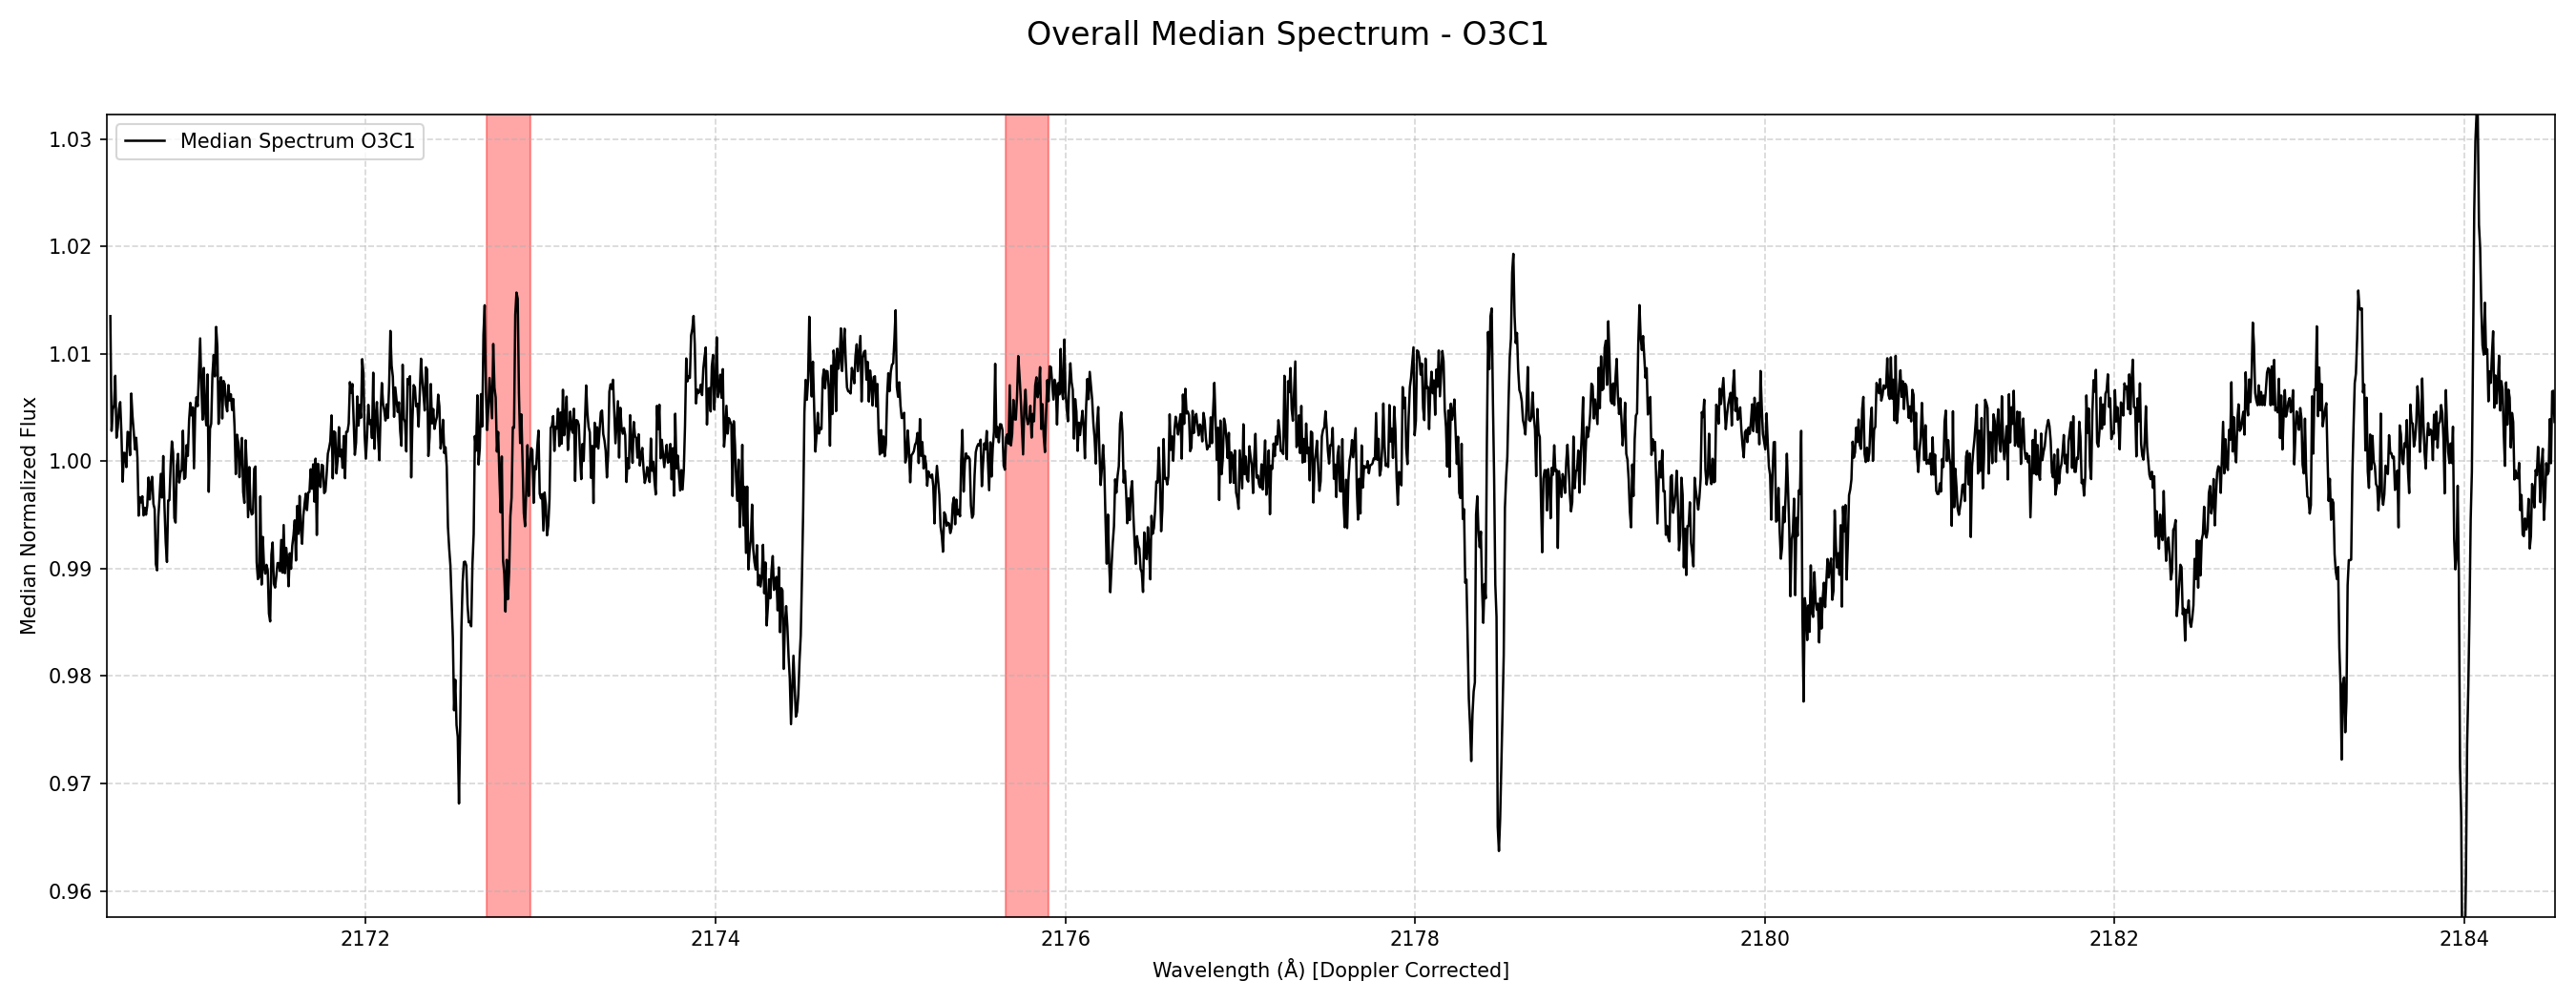 Overall Median Spectrum - O3C1
Median Spectrum O3C1
1.03
1.02
1.01
1.00
0.99
0.98
0.97
0.96
Median Normalized Flux
2172 2174 2176 2178 2180 2182 2184
Wavelength (Å) [Doppler Corrected]